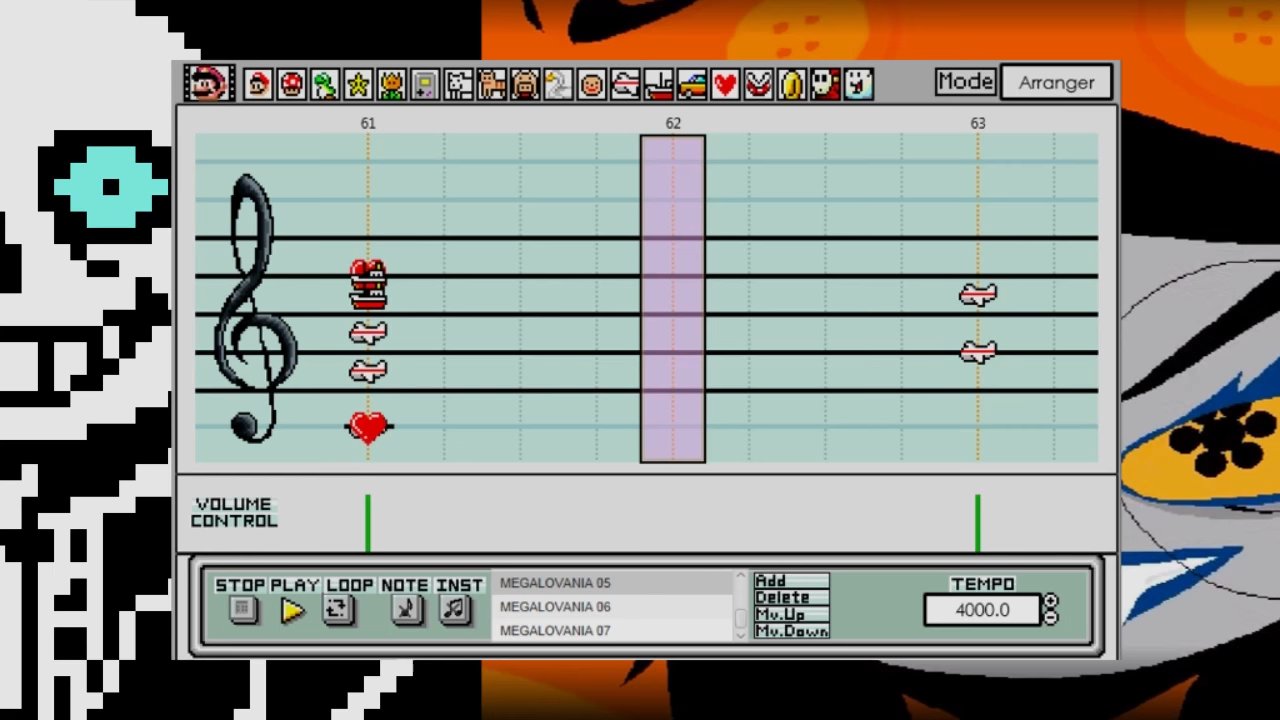 Mode Arranger
61 62 63
VOLUME
CONTROL
STOP PLAY LOOP NOTE INST
MEGALOVANIA 05
MEGALOVANIA 06
MEGALOVANIA 07
Add
Delete
Mv.Up
Mv.Down
TEMPO
4000.0